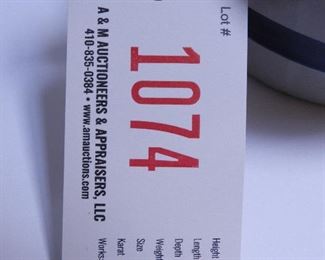 Lot #
1074
A & M AUCTIONEERS & APPRAISERS, LLC
410-835-0384 • www.amauctions.com
Height
Length
Depth
Weight
Size
Karat
Works: